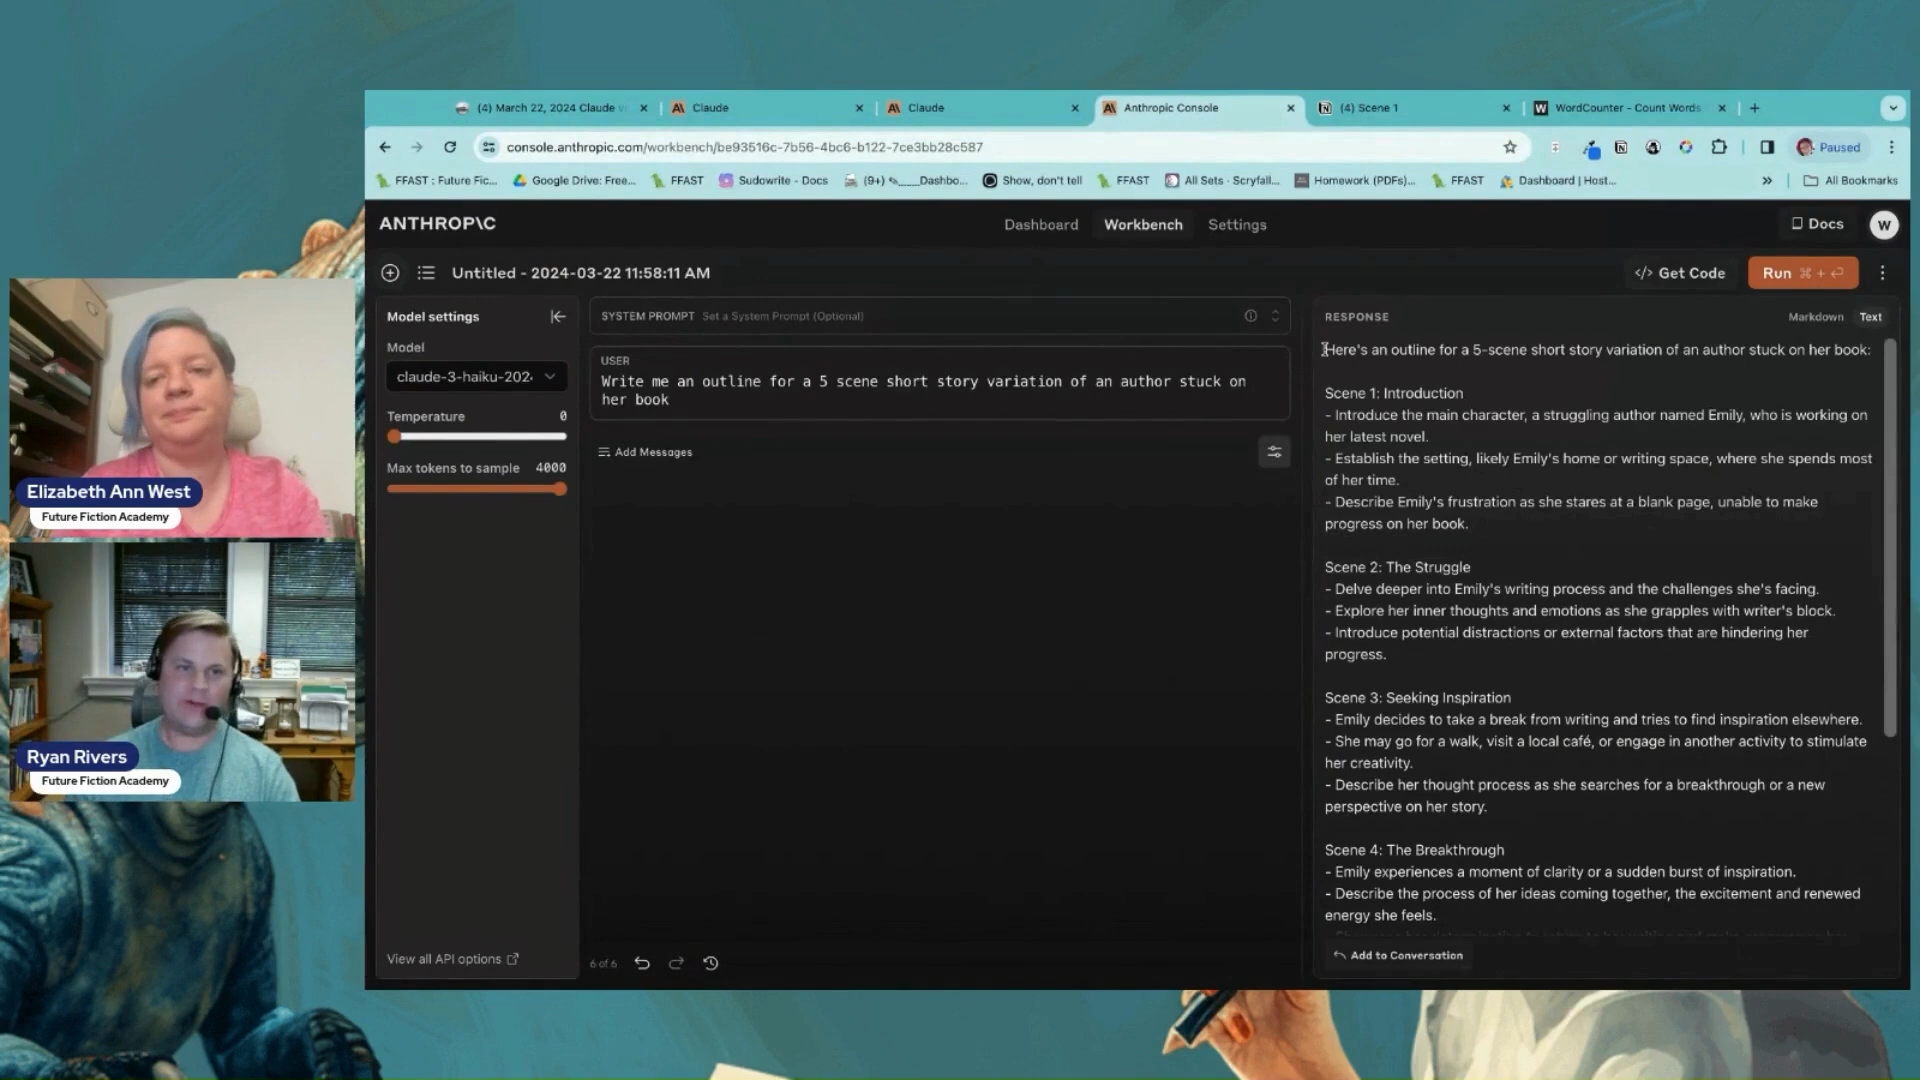 (4) March 22, 2024 Claude v
Claude
Claude
Anthropic Console
(4) Scene 1
WordCounter - Count Words
console.anthropic.com/workbench/be93516c-7b56-4bc6-b122-7ce3bb28c587
Paused
FFAST : Future Fic...
Google Drive: Free...
FFAST
Sudowrite - Docs
(9+) ✎____Dashbo...
Show, don't tell
FFAST
All Sets · Scryfall...
Homework (PDFs)...
FFAST
Dashboard | Host...
»
All Bookmarks
ANTHROP\C
Dashboard
Workbench
Settings
Docs
W
Untitled - 2024-03-22 11:58:11 AM
</> Get Code
Run ⌘ + ⏎
Model settings
Model
claude-3-haiku-202
Temperature 0
Max tokens to sample 4000
View all API options
SYSTEM PROMPT Set a System Prompt (Optional)
USER
Write me an outline for a 5 scene short story variation of an author stuck on
her book
Add Messages
6 of 6
RESPONSE
Markdown Text
Here's an outline for a 5-scene short story variation of an author stuck on her book:
Scene 1: Introduction
- Introduce the main character, a struggling author named Emily, who is working on
her latest novel.
- Establish the setting, likely Emily's home or writing space, where she spends most
of her time.
- Describe Emily's frustration as she stares at a blank page, unable to make
progress on her book.
Scene 2: The Struggle
- Delve deeper into Emily's writing process and the challenges she's facing.
- Explore her inner thoughts and emotions as she grapples with writer's block.
- Introduce potential distractions or external factors that are hindering her
progress.
Scene 3: Seeking Inspiration
- Emily decides to take a break from writing and tries to find inspiration elsewhere.
- She may go for a walk, visit a local café, or engage in another activity to stimulate
her creativity.
- Describe her thought process as she searches for a breakthrough or a new
perspective on her story.
Scene 4: The Breakthrough
- Emily experiences a moment of clarity or a sudden burst of inspiration.
- Describe the process of her ideas coming together, the excitement and renewed
energy she feels.
Add to Conversation
Elizabeth Ann West
Future Fiction Academy
Ryan Rivers
Future Fiction Academy